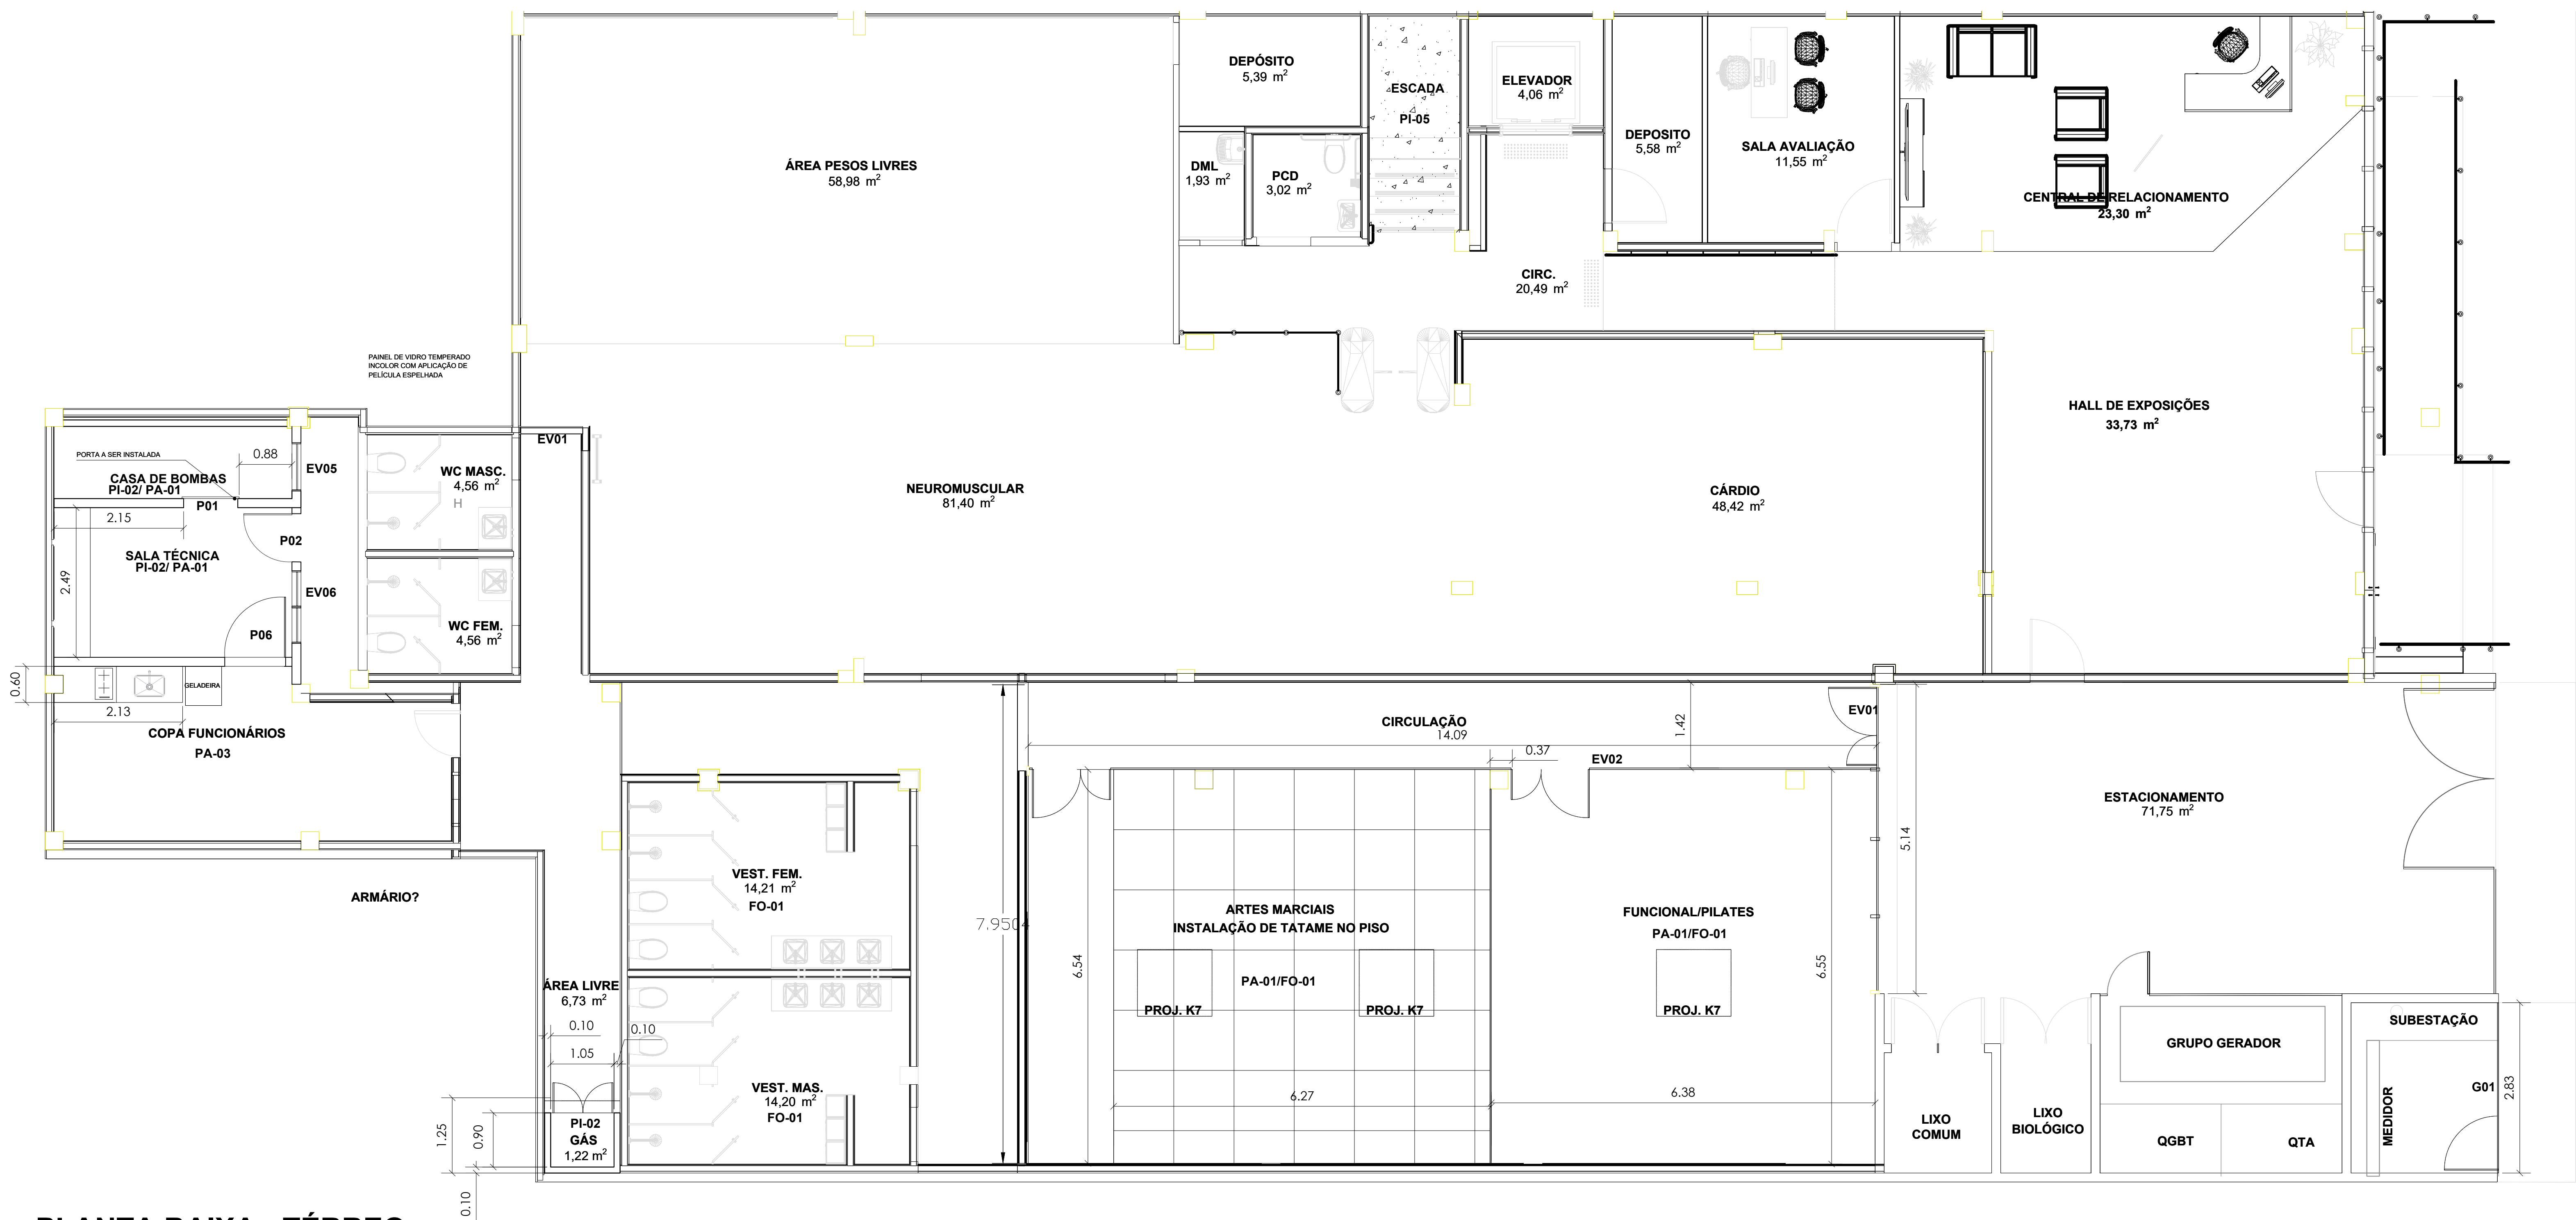 DEPÓSITO
5,39 m²
ESCADA
PI-05
ELEVADOR
4,06 m²
DEPOSITO
5,58 m²
SALA AVALIAÇÃO
11,55 m²
CENTRAL DE RELACIONAMENTO
23,30 m²
ÁREA PESOS LIVRES
58,98 m²
DML
1,93 m²
PCD
3,02 m²
CIRC.
20,49 m²
PAINEL DE VIDRO TEMPERADO
INCOLOR COM APLICAÇÃO DE
PELÍCULA ESPELHADA
HALL DE EXPOSIÇÕES
33,73 m²
EV01
PORTA A SER INSTALADA
0.88
CASA DE BOMBAS
PI-02/ PA-01
EV05
WC MASC.
4,56 m²
H
NEUROMUSCULAR
81,40 m²
CÁRDIO
48,42 m²
P01
2.15
P02
SALA TÉCNICA
PI-02/ PA-01
2.49
EV06
P06
WC FEM.
4,56 m²
0.60
GELADEIRA
2.13
COPA FUNCIONÁRIOS
PA-03
CIRCULAÇÃO
14.09
1.42
EV01
0.37
EV02
ESTACIONAMENTO
71,75 m²
5.14
ARMÁRIO?
VEST. FEM.
14,21 m²
FO-01
7.9504
ARTES MARCIAIS
INSTALAÇÃO DE TATAME NO PISO
6.54
PA-01/FO-01
PROJ. K7
PROJ. K7
FUNCIONAL/PILATES
PA-01/FO-01
6.55
PROJ. K7
ÁREA LIVRE
6,73 m²
0.10
0.10
1.05
VEST. MAS.
14,20 m²
FO-01
6.27
6.38
SUBESTAÇÃO
GRUPO GERADOR
G01
2.83
MEDIDOR
LIXO
COMUM
LIXO
BIOLÓGICO
QGBT
QTA
1.25
0.90
PI-02
GÁS
1,22 m²
0.10
PLANTA BAIXA - TÉRREO